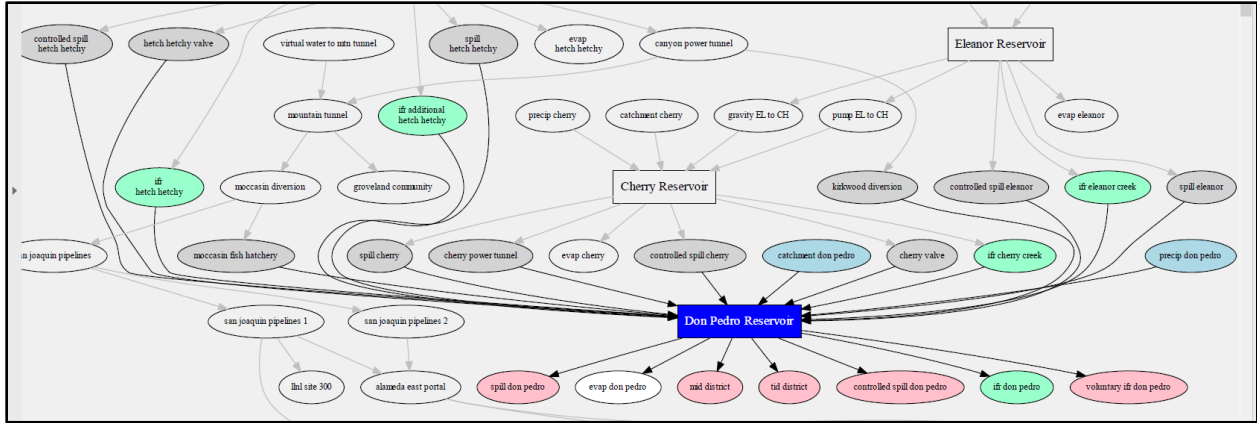 controlled spill
hetch hetchy
hetch hetchy valve
virtual water to mtn tunnel
spill
hetch hetchy
evap
hetch hetchy
canyon power tunnel
Eleanor Reservoir
mountain tunnel
ifr additional
hetch hetchy
precip cherry
catchment cherry
gravity EL to CH
pump EL to CH
evap eleanor
ifr
hetch hetchy
moccasin diversion
groveland community
Cherry Reservoir
kirkwood diversion
controlled spill eleanor
ifr eleanor creek
spill eleanor
an joaquin pipelines
moccasin fish hatchery
spill cherry
cherry power tunnel
evap cherry
controlled spill cherry
catchment don pedro
cherry valve
ifr cherry creek
precip don pedro
san joaquin pipelines 1
san joaquin pipelines 2
Don Pedro Reservoir
llnl site 300
alameda east portal
spill don pedro
evap don pedro
mid district
tid district
controlled spill don pedro
ifr don pedro
voluntary ifr don pedro